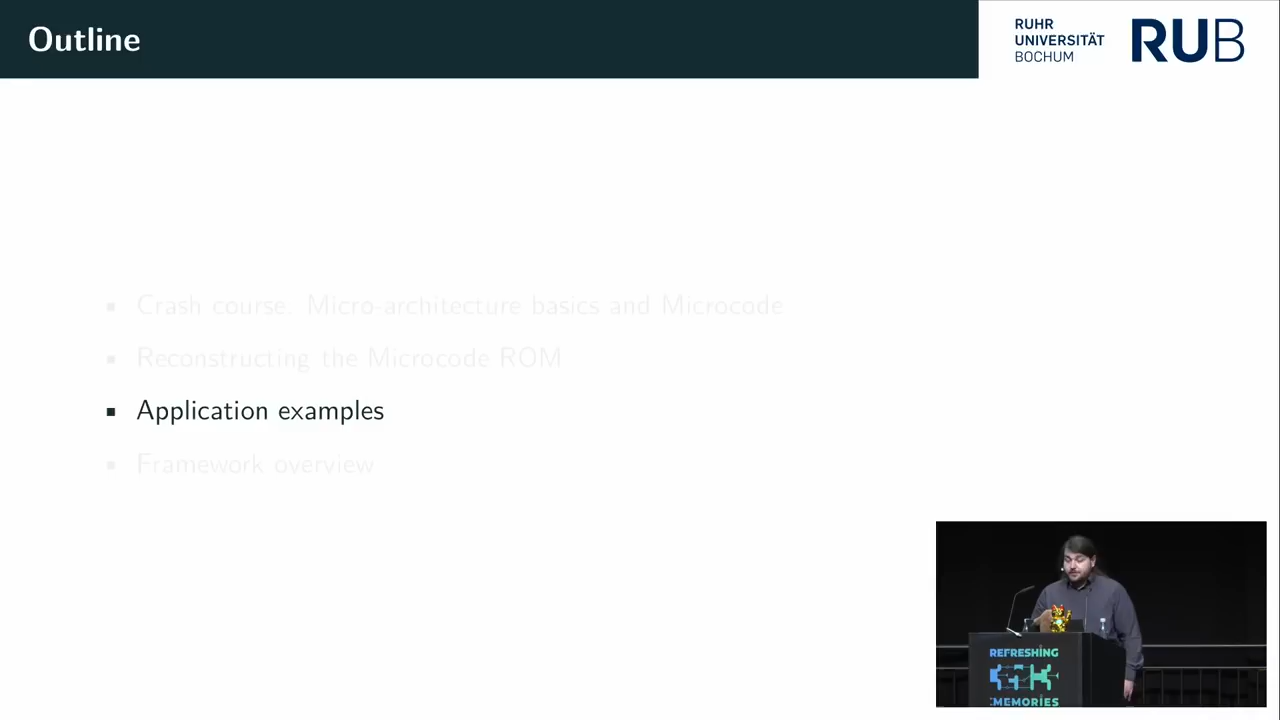 Outline
RUHR
UNIVERSITÄT
BOCHUM
RUB
Crash course. Micro-architecture basics and Microcode
Reconstructing the Microcode ROM
Application examples
Framework overview
REFRESHING
MEMORIES